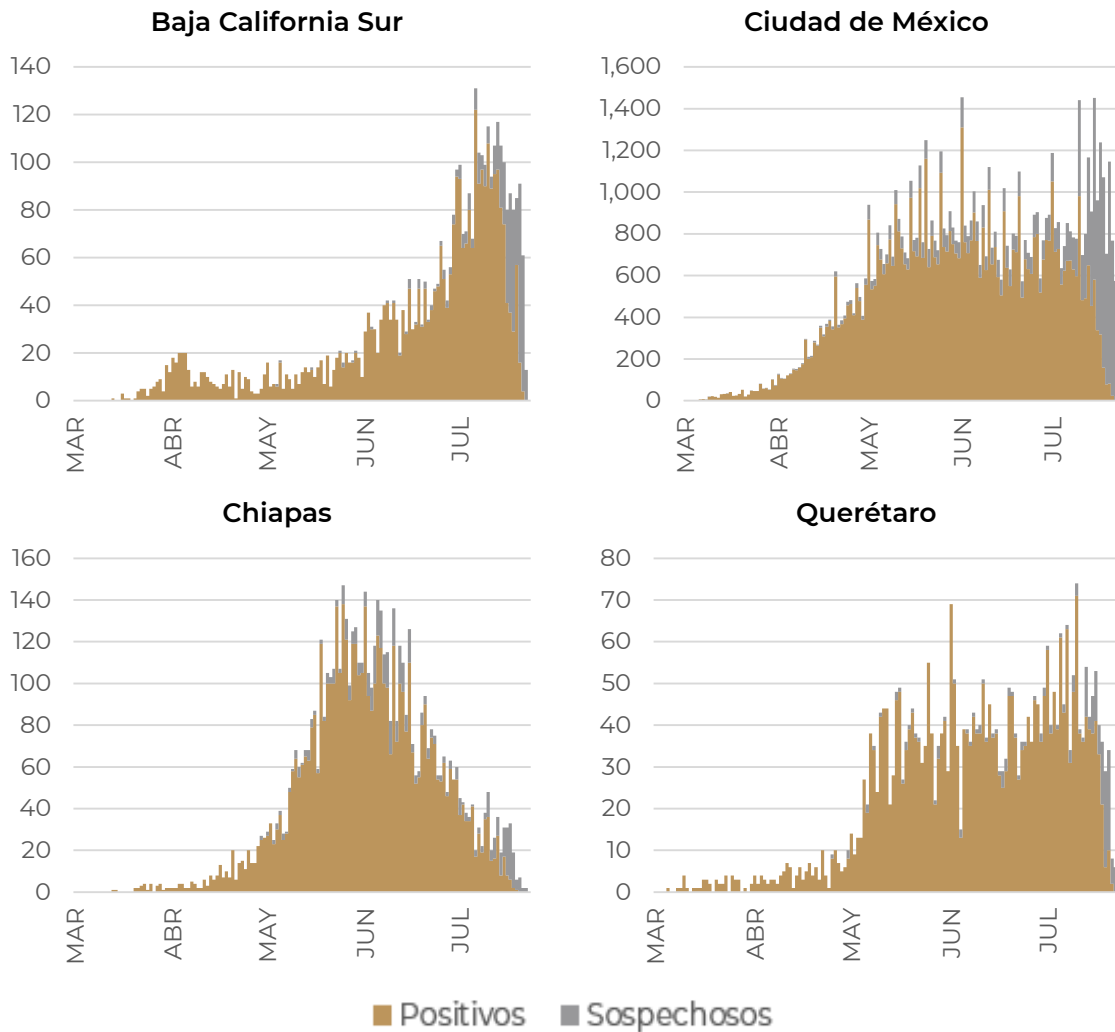 Baja California Sur
140
120
100
80
60
40
20
0
MAR
ABR
MAY
JUN
JUL
Ciudad de México
1,600
1,400
1,200
1,000
800
600
400
200
0
MAR
ABR
MAY
JUN
JUL
Chiapas
160
140
120
100
80
60
40
20
0
MAR
ABR
MAY
JUN
JUL
Querétaro
80
70
60
50
40
30
20
10
0
MAR
ABR
MAY
JUN
JUL
Positivos
Sospechosos